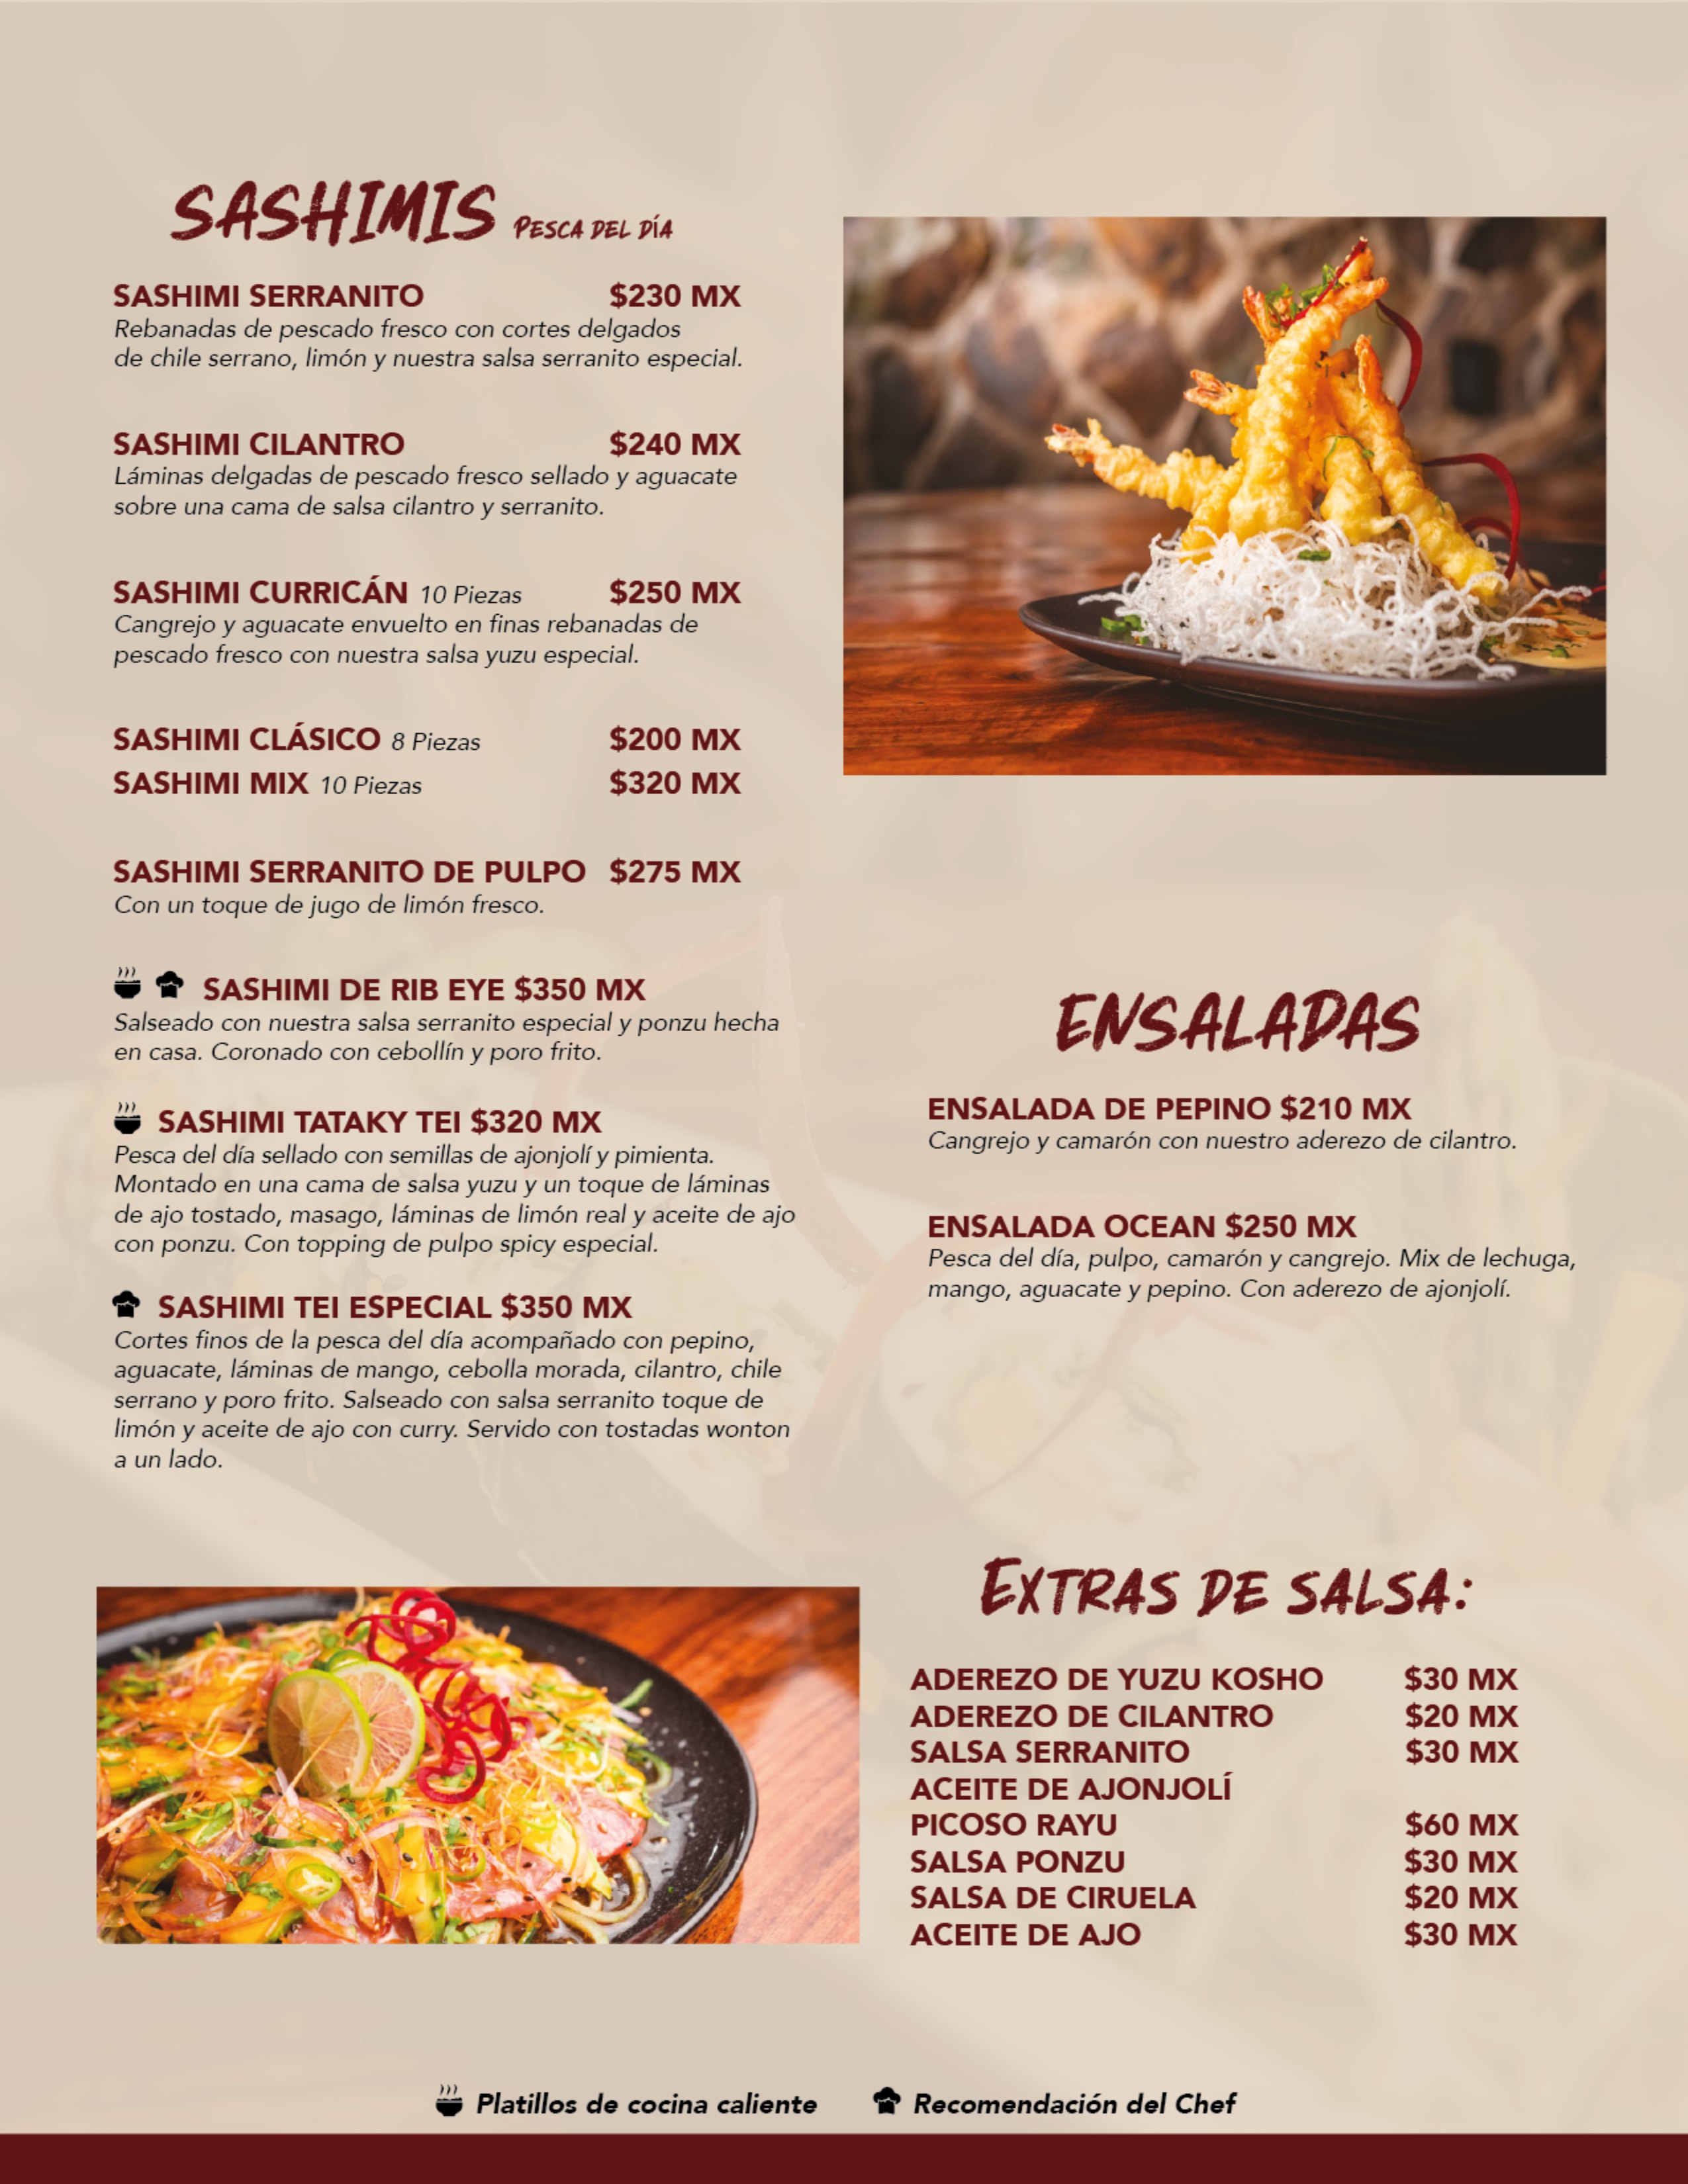 SASHIMIS PESCA DEL DÍA
SASHIMI SERRANITO $230 MX
Rebanadas de pescado fresco con cortes delgados
de chile serrano, limón y nuestra salsa serranito especial.
SASHIMI CILANTRO $240 MX
Láminas delgadas de pescado fresco sellado y aguacate
sobre una cama de salsa cilantro y serranito.
SASHIMI CURRICÁN 10 Piezas $250 MX
Cangrejo y aguacate envuelto en finas rebanadas de
pescado fresco con nuestra salsa yuzu especial.
SASHIMI CLÁSICO 8 Piezas $200 MX
SASHIMI MIX 10 Piezas $320 MX
SASHIMI SERRANITO DE PULPO $275 MX
Con un toque de jugo de limón fresco.
SASHIMI DE RIB EYE $350 MX
Salseado con nuestra salsa serranito especial y ponzu hecha
en casa. Coronado con cebollín y poro frito.
SASHIMI TATAKY TEI $320 MX
Pesca del día sellado con semillas de ajonjolí y pimienta.
Montado en una cama de salsa yuzu y un toque de láminas
de ajo tostado, masago, láminas de limón real y aceite de ajo
con ponzu. Con topping de pulpo spicy especial.
SASHIMI TEI ESPECIAL $350 MX
Cortes finos de la pesca del día acompañado con pepino,
aguacate, láminas de mango, cebolla morada, cilantro, chile
serrano y poro frito. Salseado con salsa serranito toque de
limón y aceite de ajo con curry. Servido con tostadas wonton
a un lado.
ENSALADAS
ENSALADA DE PEPINO $210 MX
Cangrejo y camarón con nuestro aderezo de cilantro.
ENSALADA OCEAN $250 MX
Pesca del día, pulpo, camarón y cangrejo. Mix de lechuga,
mango, aguacate y pepino. Con aderezo de ajonjolí.
EXTRAS DE SALSA:
ADEREZO DE YUZU KOSHO $30 MX
ADEREZO DE CILANTRO $20 MX
SALSA SERRANITO $30 MX
ACEITE DE AJONJOLÍ
PICOSO RAYU $60 MX
SALSA PONZU $30 MX
SALSA DE CIRUELA $20 MX
ACEITE DE AJO $30 MX
Platillos de cocina caliente Recomendación del Chef